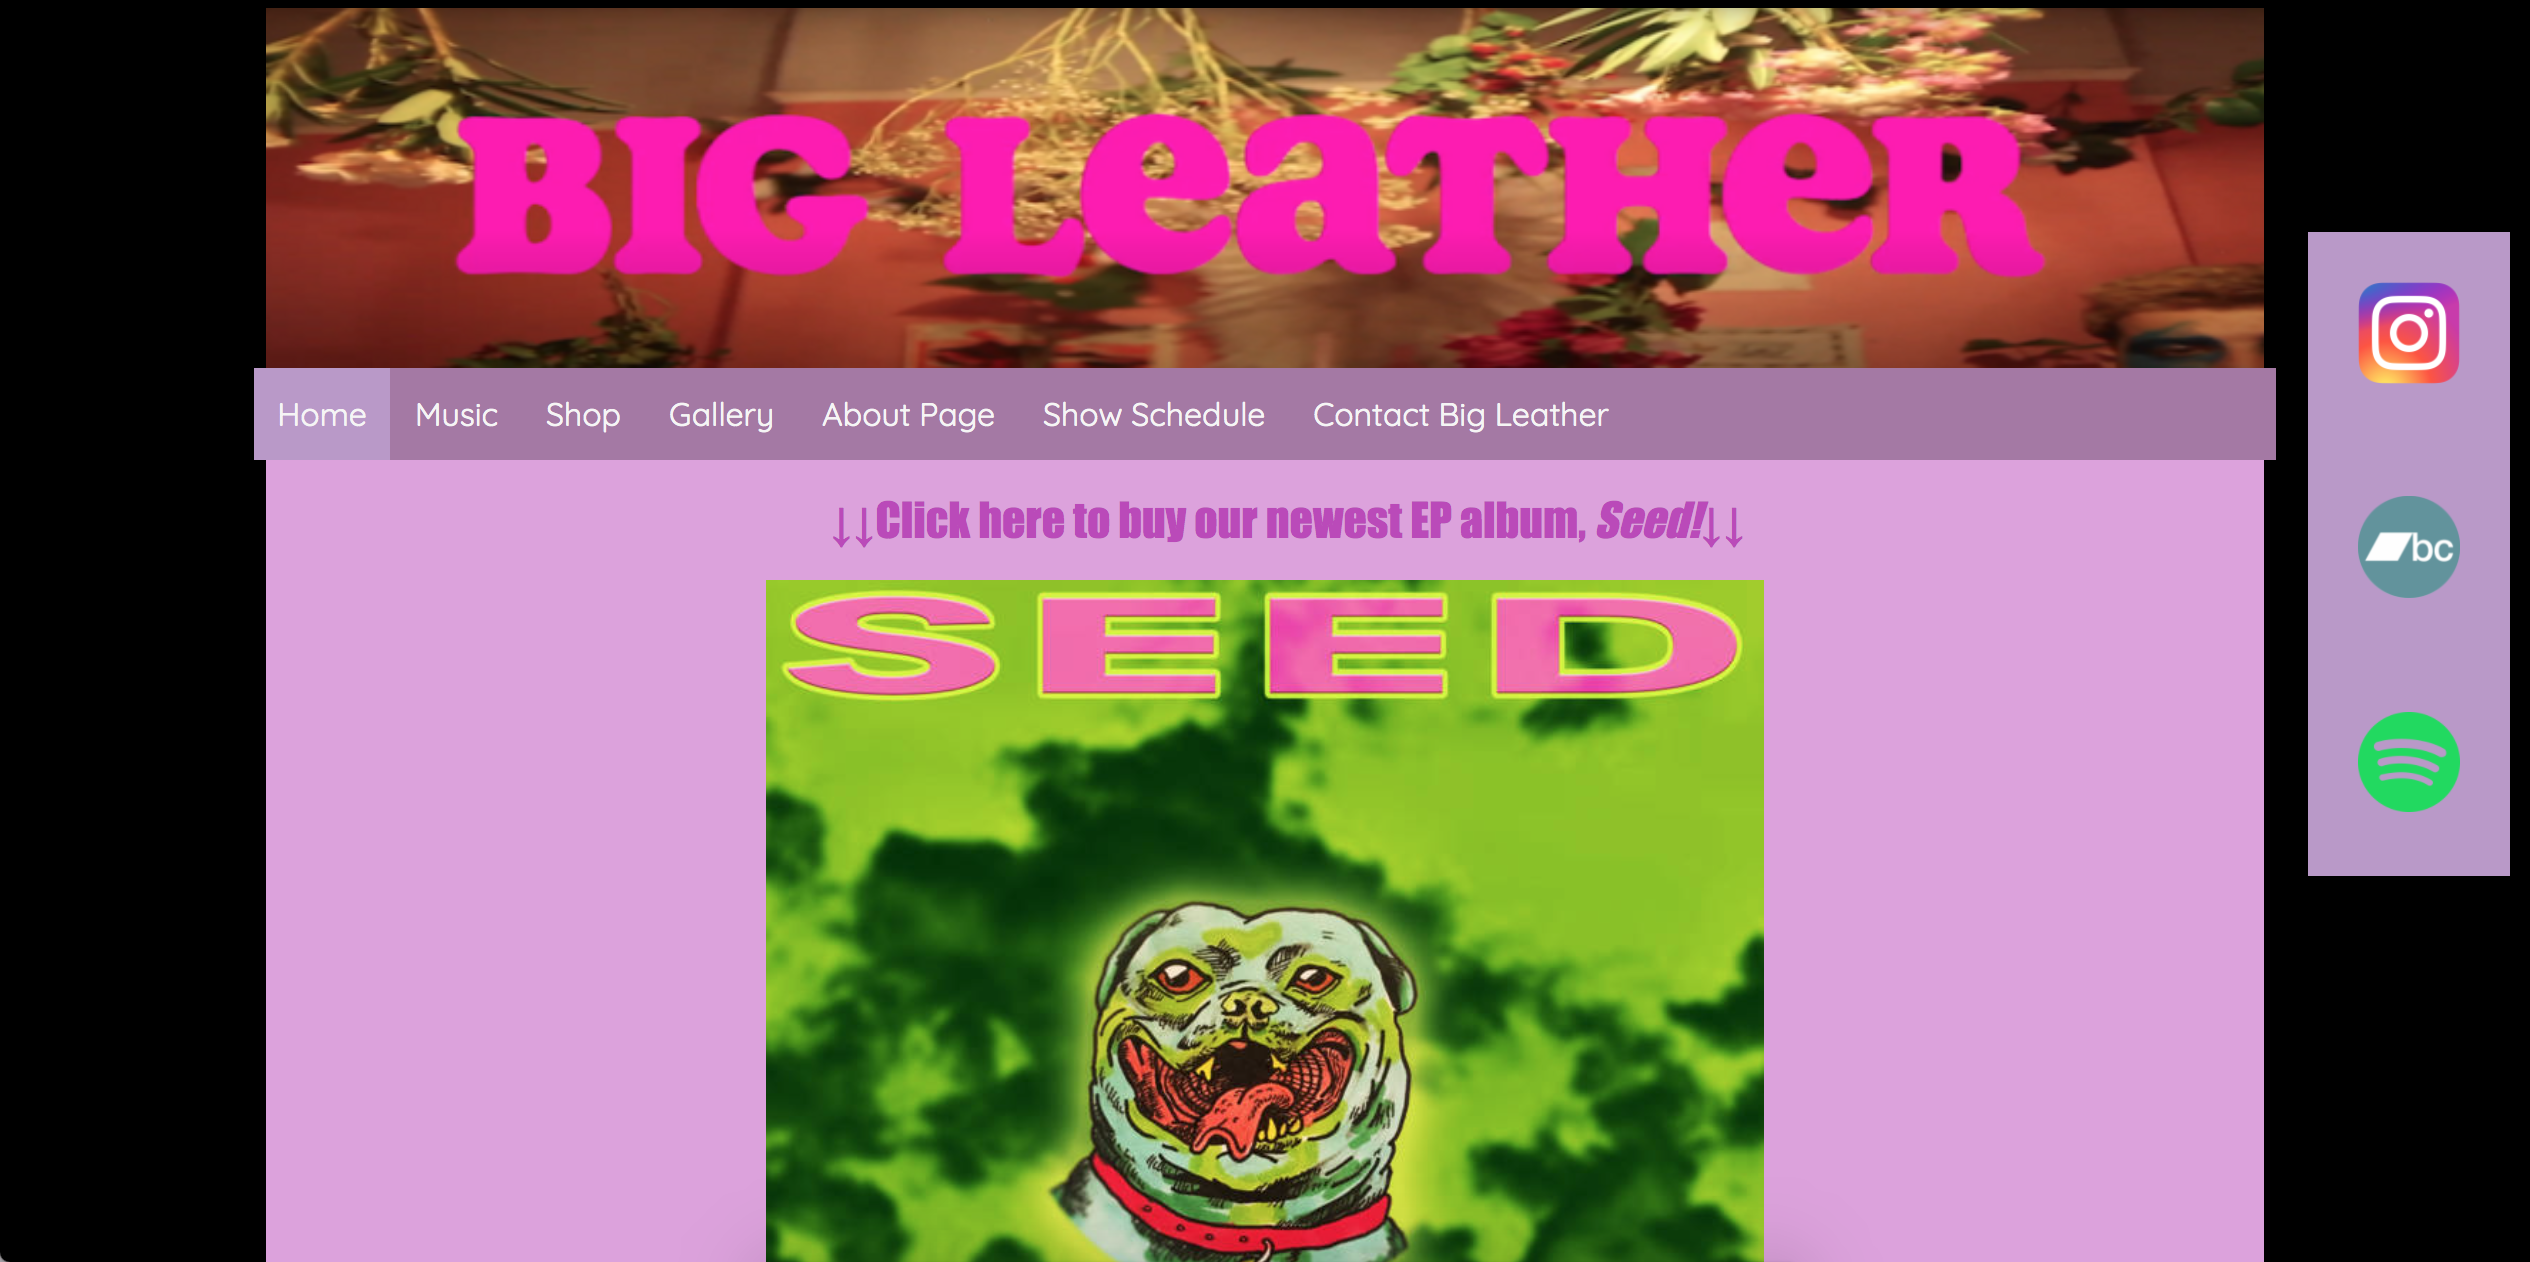 BIG LeaTHeR
Home Music Shop Gallery About Page Show Schedule Contact Big Leather
↓↓Click here to buy our newest EP album, Seed!↓↓
SEED
bc